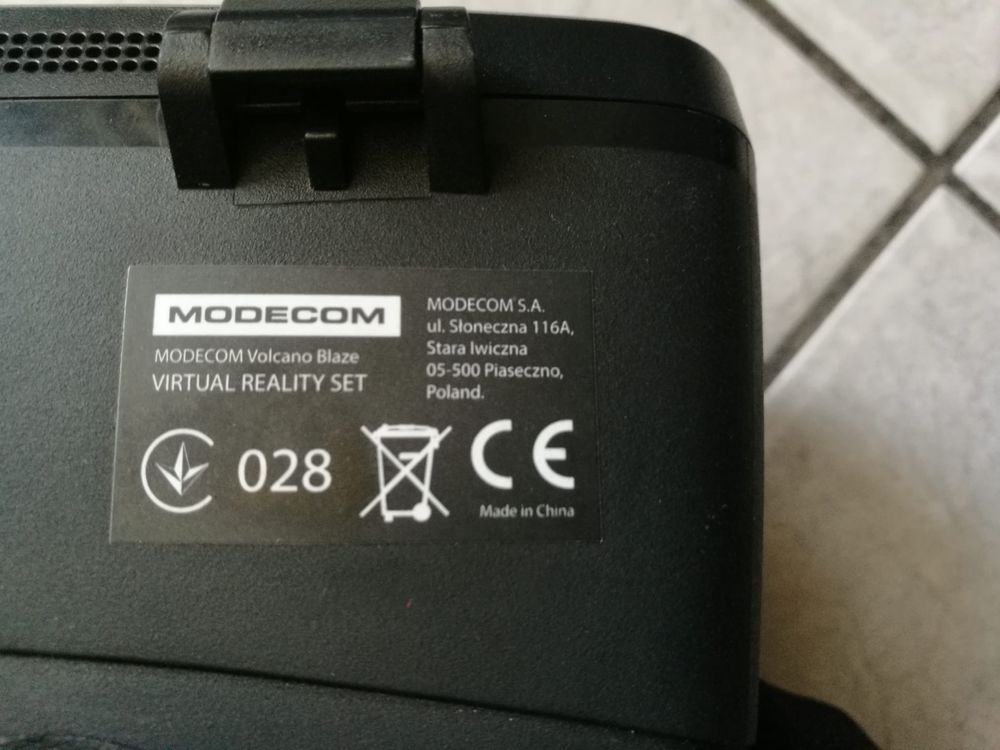 MODECOM
MODECOM Volcano Blaze
VIRTUAL REALITY SET
MODECOM S.A.
ul. Słoneczna 116A,
Stara Iwiczna
05-500 Piaseczno,
Poland.
028
CE
Made in China